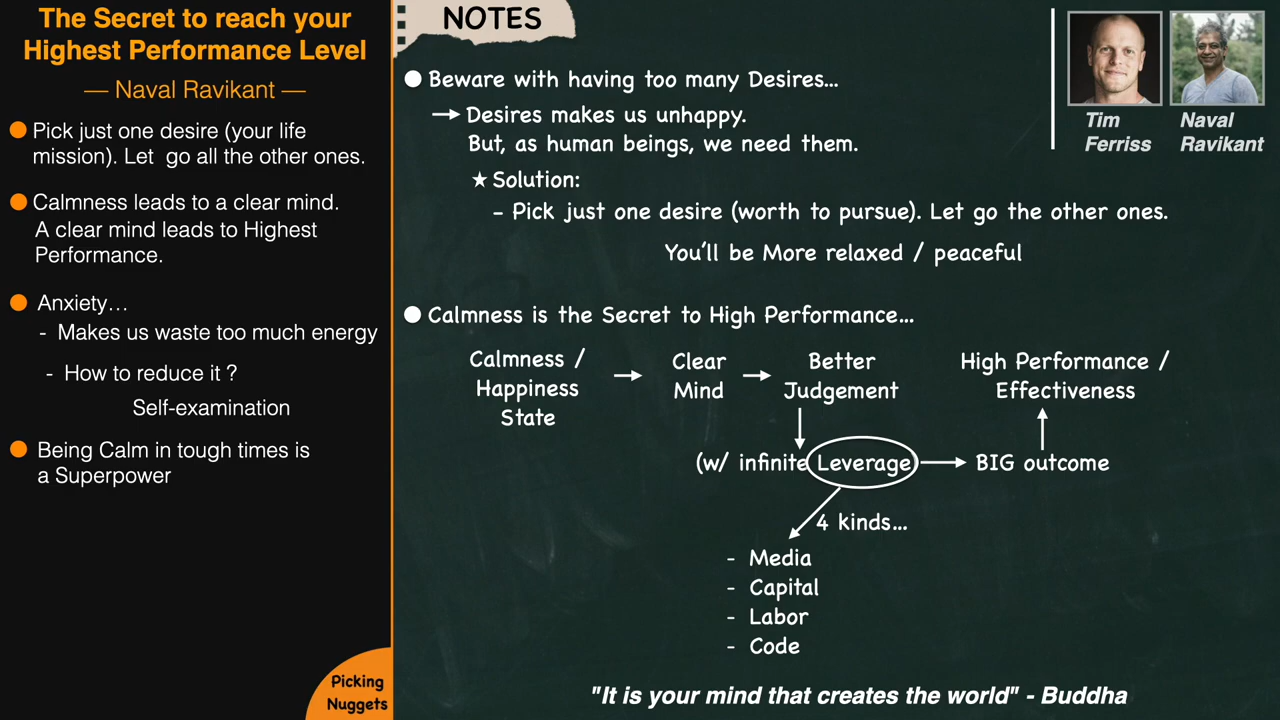 The Secret to reach your
Highest Performance Level
— Naval Ravikant —
Pick just one desire (your life
mission). Let go all the other ones.
Calmness leads to a clear mind.
A clear mind leads to Highest
Performance.
Anxiety...
- Makes us waste too much energy
- How to reduce it ?
Self-examination
Being Calm in tough times is
a Superpower
Picking
Nuggets
NOTES
Beware with having too many Desires...
→ Desires makes us unhappy.
But, as human beings, we need them.
★ Solution:
- Pick just one desire (worth to pursue). Let go the other ones.
You'll be More relaxed / peaceful
Tim
Ferriss
Naval
Ravikant
Calmness is the Secret to High Performance...
Calmness /
Happiness
State
Clear
Mind
Better
Judgement
High Performance /
Effectiveness
(w/ infinite Leverage)
BIG outcome
4 kinds...
- Media
- Capital
- Labor
- Code
"It is your mind that creates the world" - Buddha